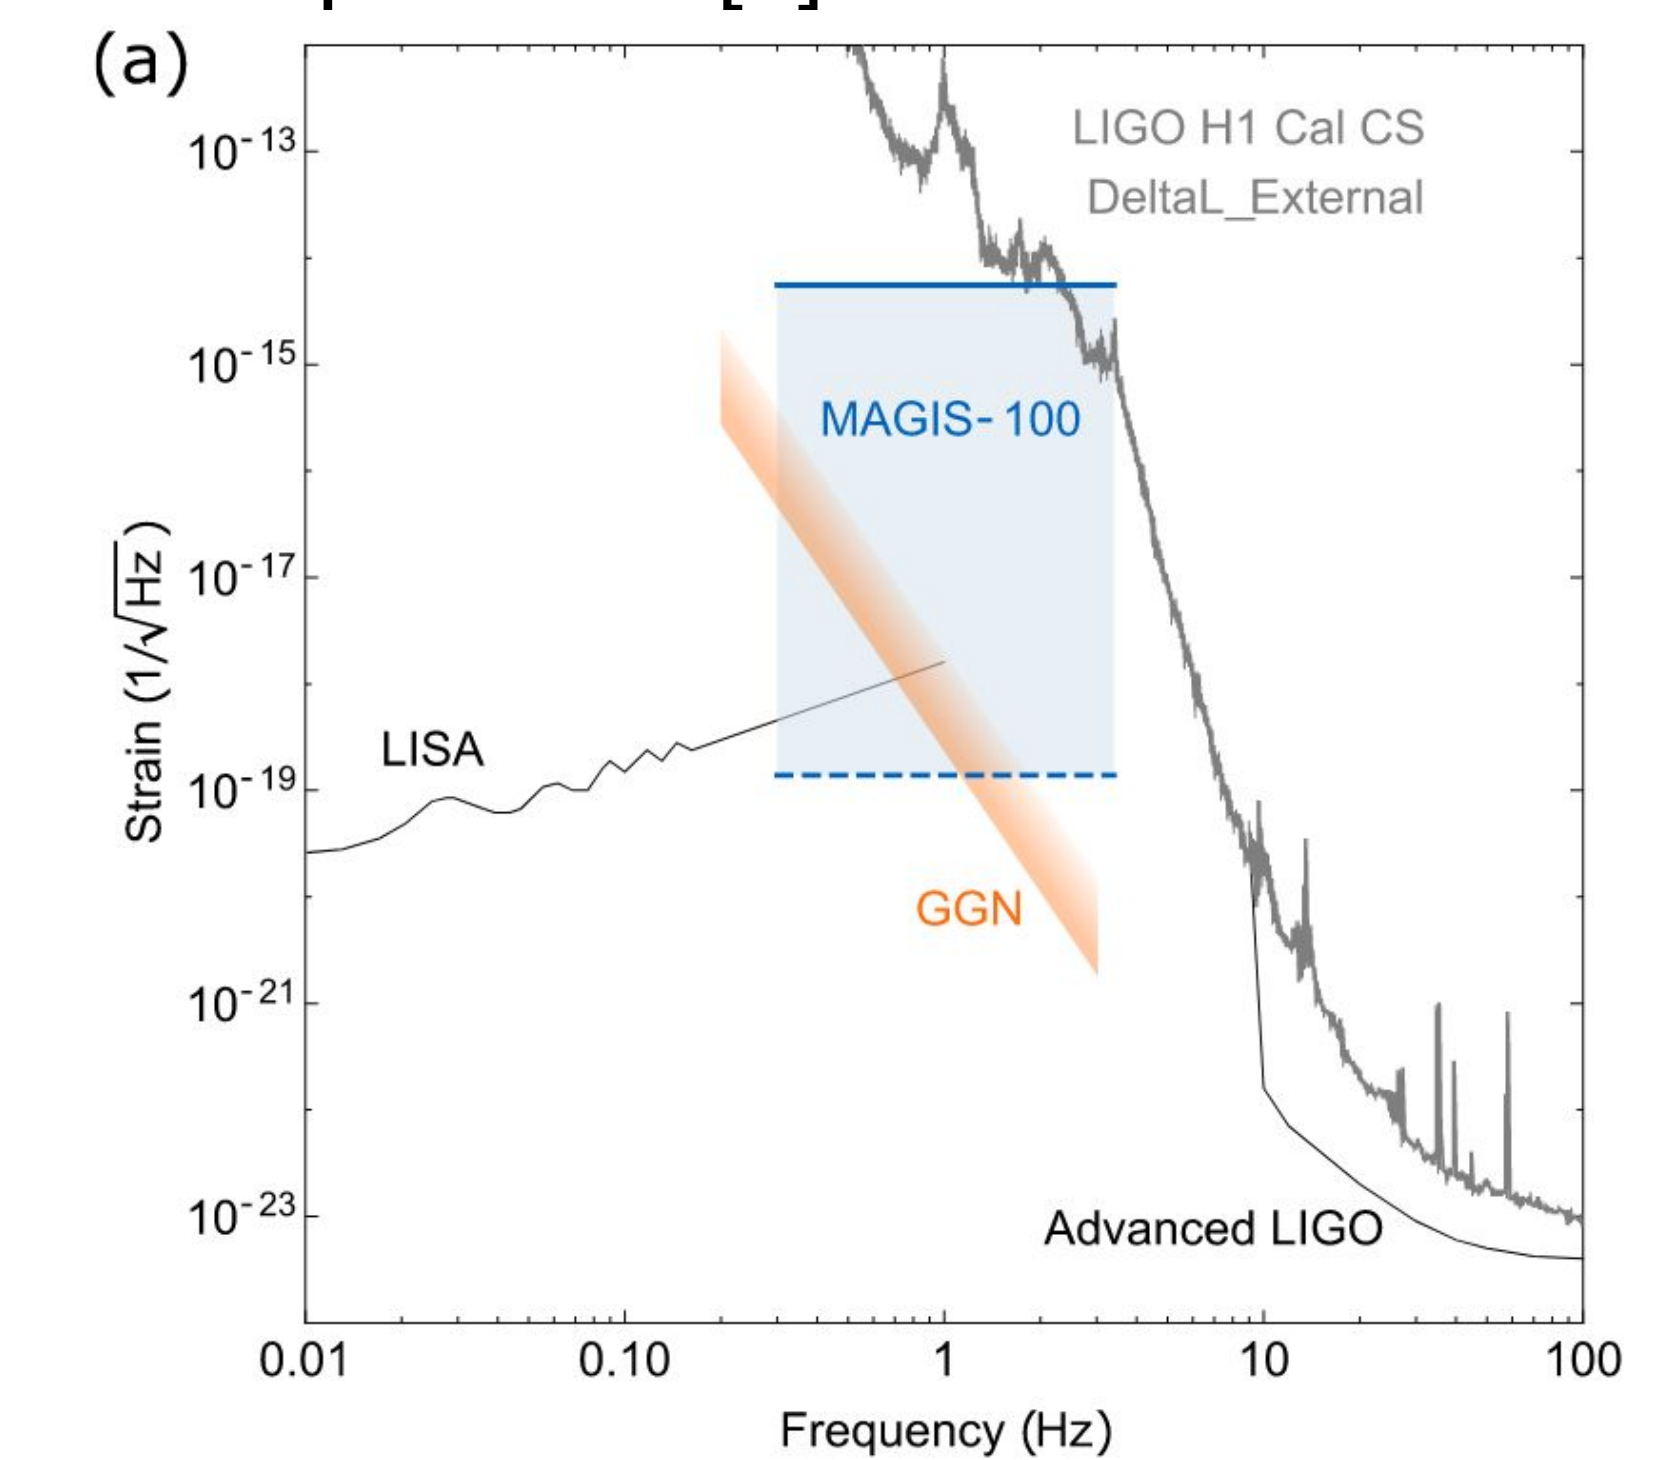 (a)
LIGO H1 Cal CS
DeltaL_External
10-13
10-15
MAGIS-100
10-17
Strain (1/√Hz)
LISA
10-19
GGN
10-21
10-23
Advanced LIGO
0.01 0.10 1 10 100
Frequency (Hz)